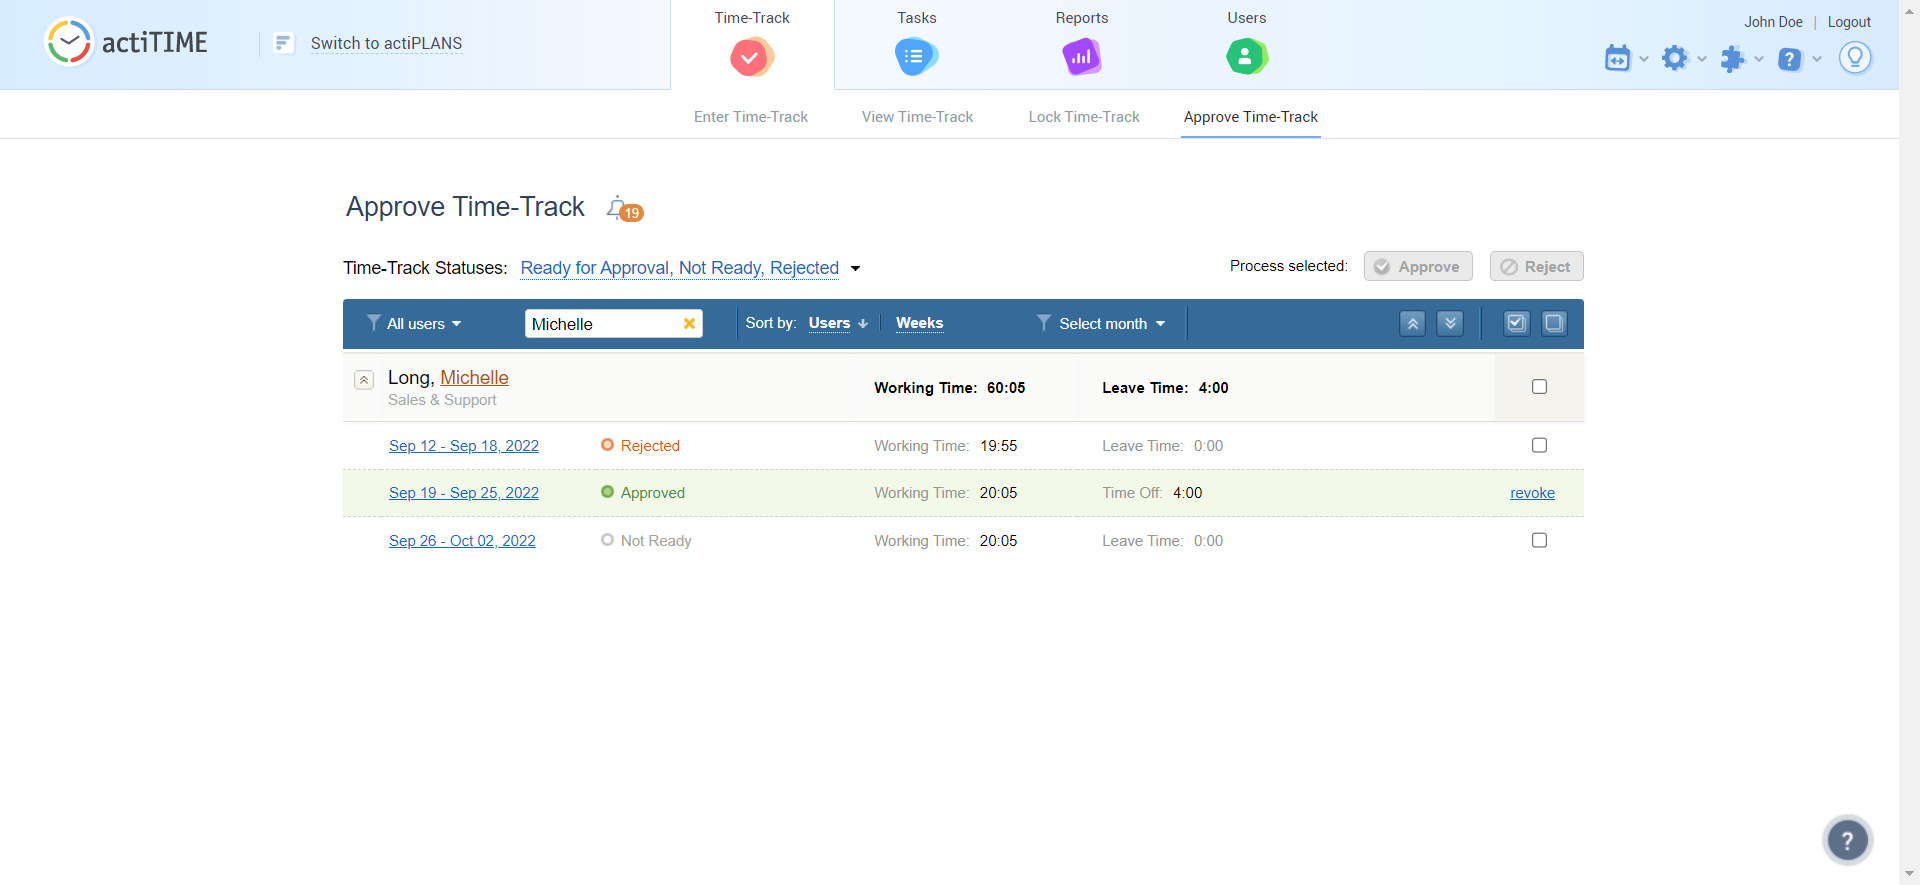 actiTIME
Switch to actiPLANS
Time-Track
Tasks
Reports
Users
John Doe | Logout
Enter Time-Track
View Time-Track
Lock Time-Track
Approve Time-Track
Approve Time-Track
19
Time-Track Statuses: Ready for Approval, Not Ready, Rejected
Process selected: Approve Reject
All users Michelle Sort by: Users Weeks Select month
Long, Michelle Working Time: 60:05 Leave Time: 4:00
Sales & Support
Sep 12 - Sep 18, 2022 Rejected Working Time: 19:55 Leave Time: 0:00
Sep 19 - Sep 25, 2022 Approved Working Time: 20:05 Time Off: 4:00 revoke
Sep 26 - Oct 02, 2022 Not Ready Working Time: 20:05 Leave Time: 0:00
?